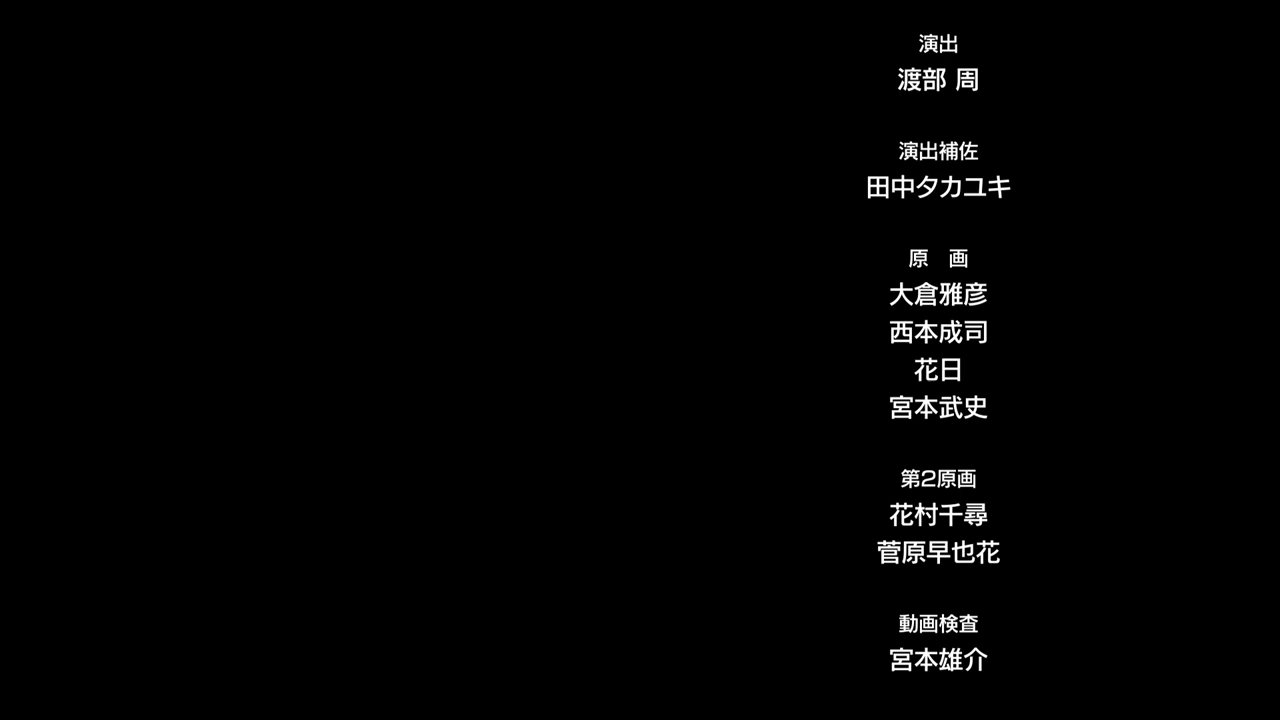 演出
渡部 周
演出補佐
田中タカユキ
原　画
大倉雅彦
西本成司
花日
宮本武史
第2原画
花村千尋
菅原早也花
動画検査
宮本雄介